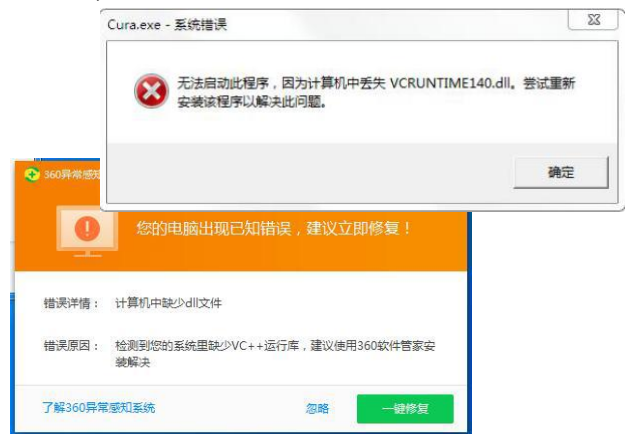 Cura.exe - 系统错误
无法启动此程序，因为计算机中丢失 VCRUNTIME140.dll。尝试重新
安装该程序以解决此问题。
确定
360异常感知
您的电脑出现已知错误，建议立即修复！
错误详情： 计算机中缺少dll文件
错误原因： 检测到您的系统里缺少VC++运行库，建议使用360软件管家安
装解决
了解360异常感知系统 忽略 一键修复